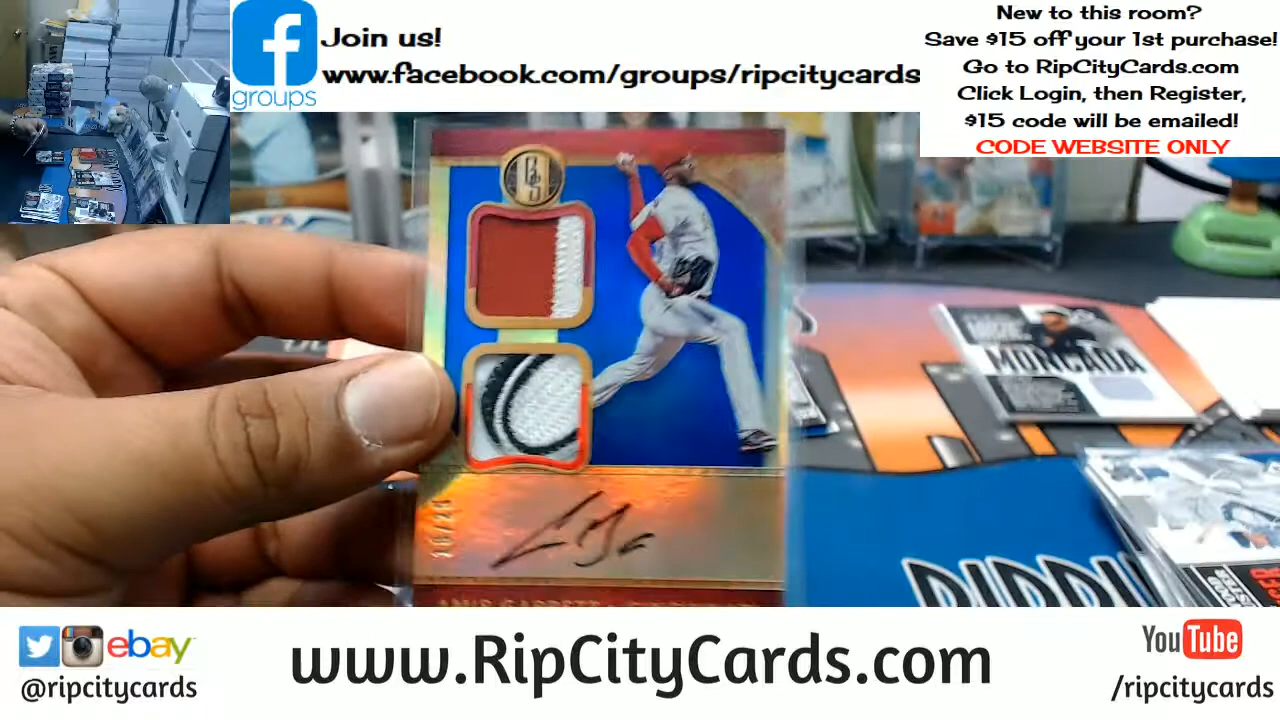 Join us!
www.facebook.com/groups/ripcitycards
groups
New to this room?
Save $15 off your 1st purchase!
Go to RipCityCards.com
Click Login, then Register,
$15 code will be emailed!
CODE WEBSITE ONLY
MONCADA
ebay
@ripcitycards
www.RipCityCards.com
YouTube
/ripcitycards